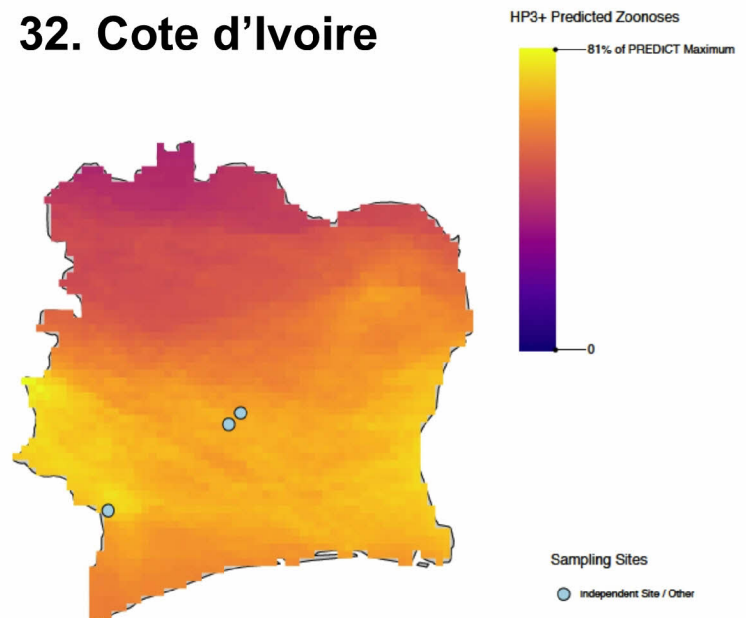 32. Cote d'Ivoire
HP3+ Predicted Zoonoses
81% of PREDICT Maximum
0
Sampling Sites
Independent Site / Other